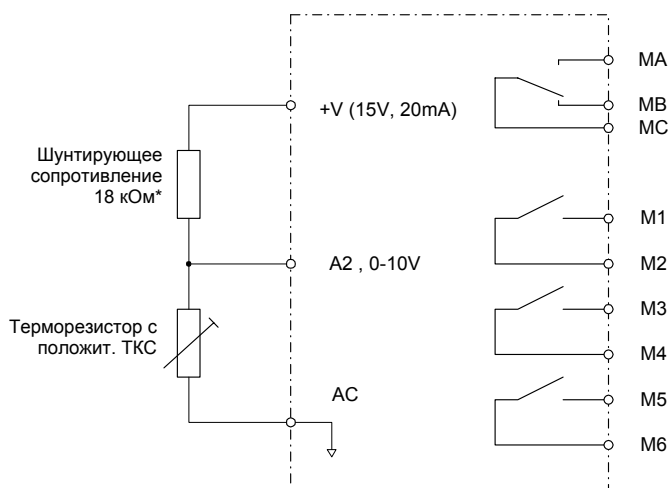 MA
+V (15V, 20mA)
MB
MC
Шунтирующее
сопротивление
18 кОм*
M1
A2 , 0-10V
M2
M3
Терморезистор с
положит. ТКС
M4
AC
M5
M6